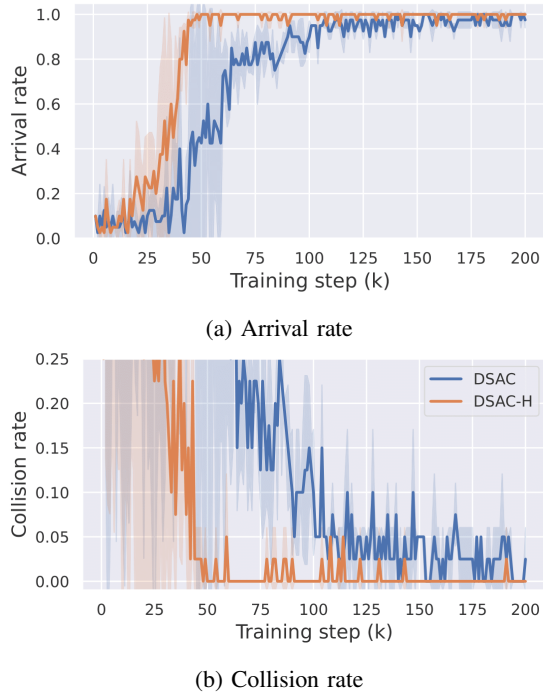 1.0
0.8
0.6
0.4
0.2
0.0
Arrival rate
0 25 50 75 100 125 150 175 200
Training step (k)
(a) Arrival rate
0.25
0.20
0.15
0.10
0.05
0.00
Collision rate
DSAC
DSAC-H
0 25 50 75 100 125 150 175 200
Training step (k)
(b) Collision rate